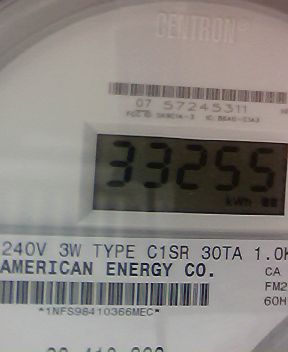 CENTRON®
07 57245311
33255
kWh
240V 3W TYPE C1SR 30TA 1.0K
AMERICAN ENERGY CO.
CA
FM2
60H
*1NFS98410366MEC*